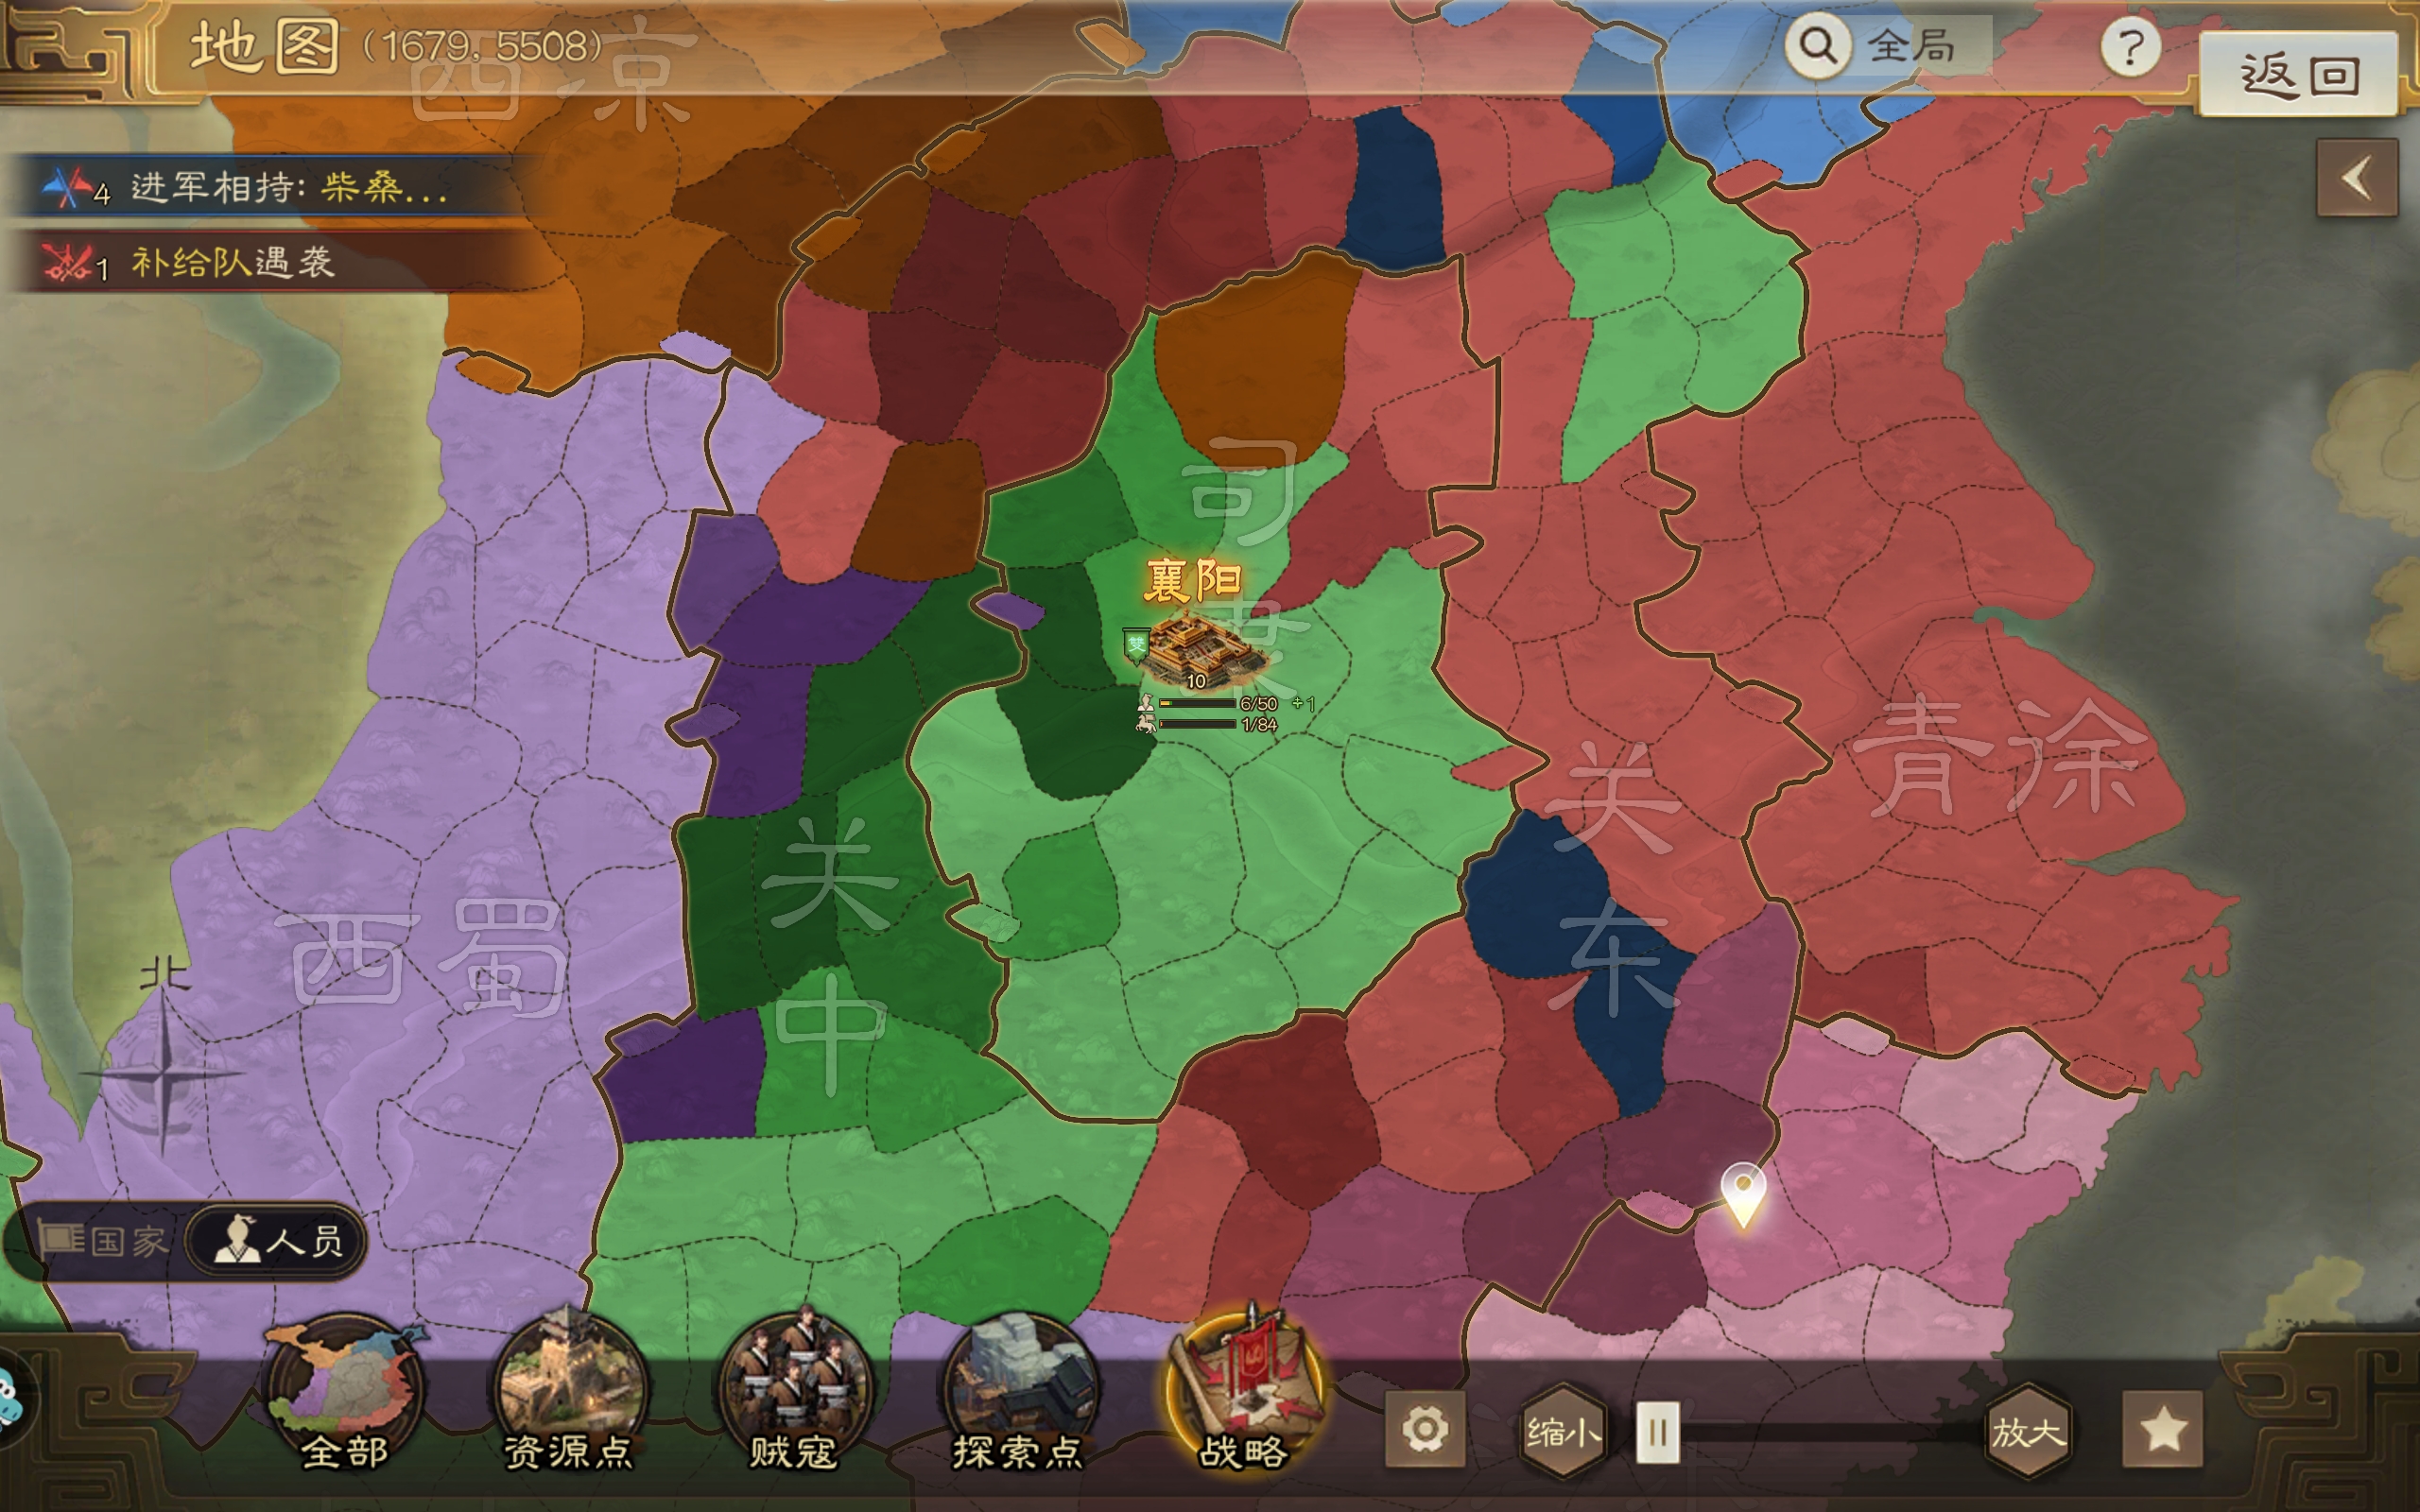 地图 (1679, 5508)
全局
?
返回
西凉
4 进军相持: 柴桑...
1 补给队遇袭
司隶
襄阳
雙
10
6/50 +1
1/84
关中
西蜀
关东
青徐
北
国家
人员
全部
资源点
贼寇
探索点
战略
缩小
放大